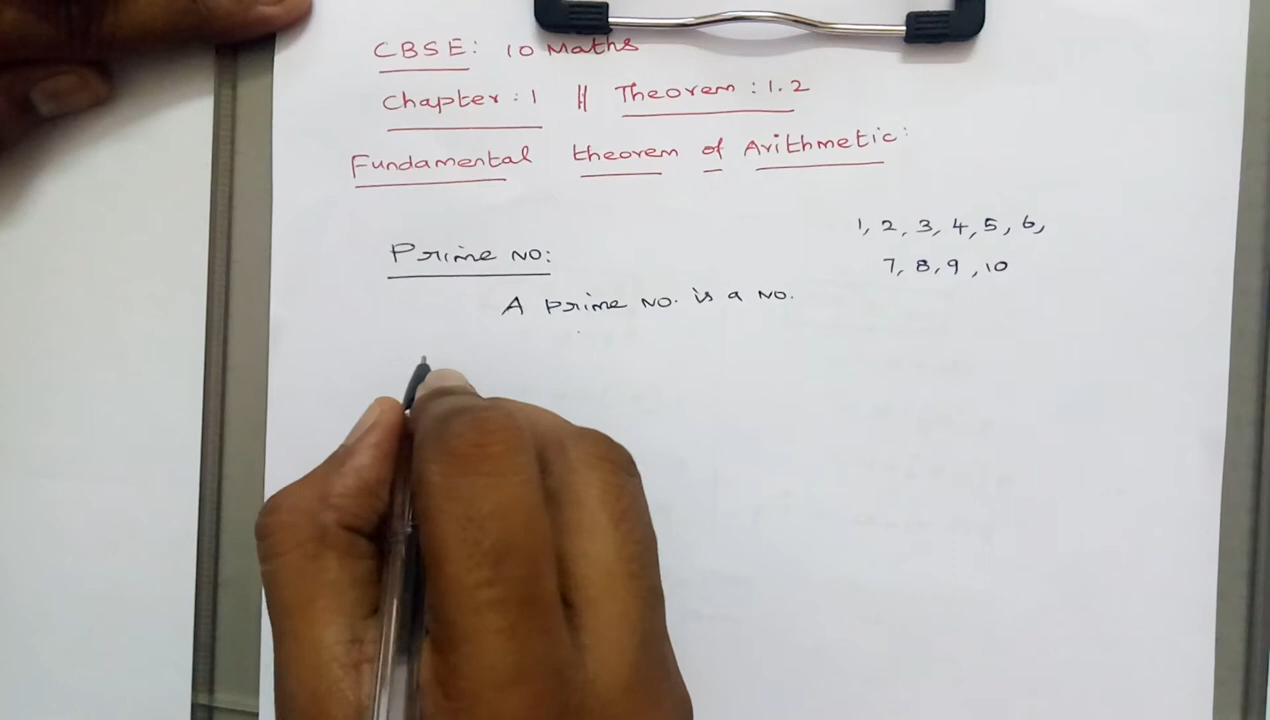 CBSE: 10 Maths
Chapter: 1 || Theorem: 1.2
Fundamental theorem of Arithmetic:
1, 2, 3, 4, 5, 6,
7, 8, 9, 10
Prime NO:
A Prime NO. is a NO.